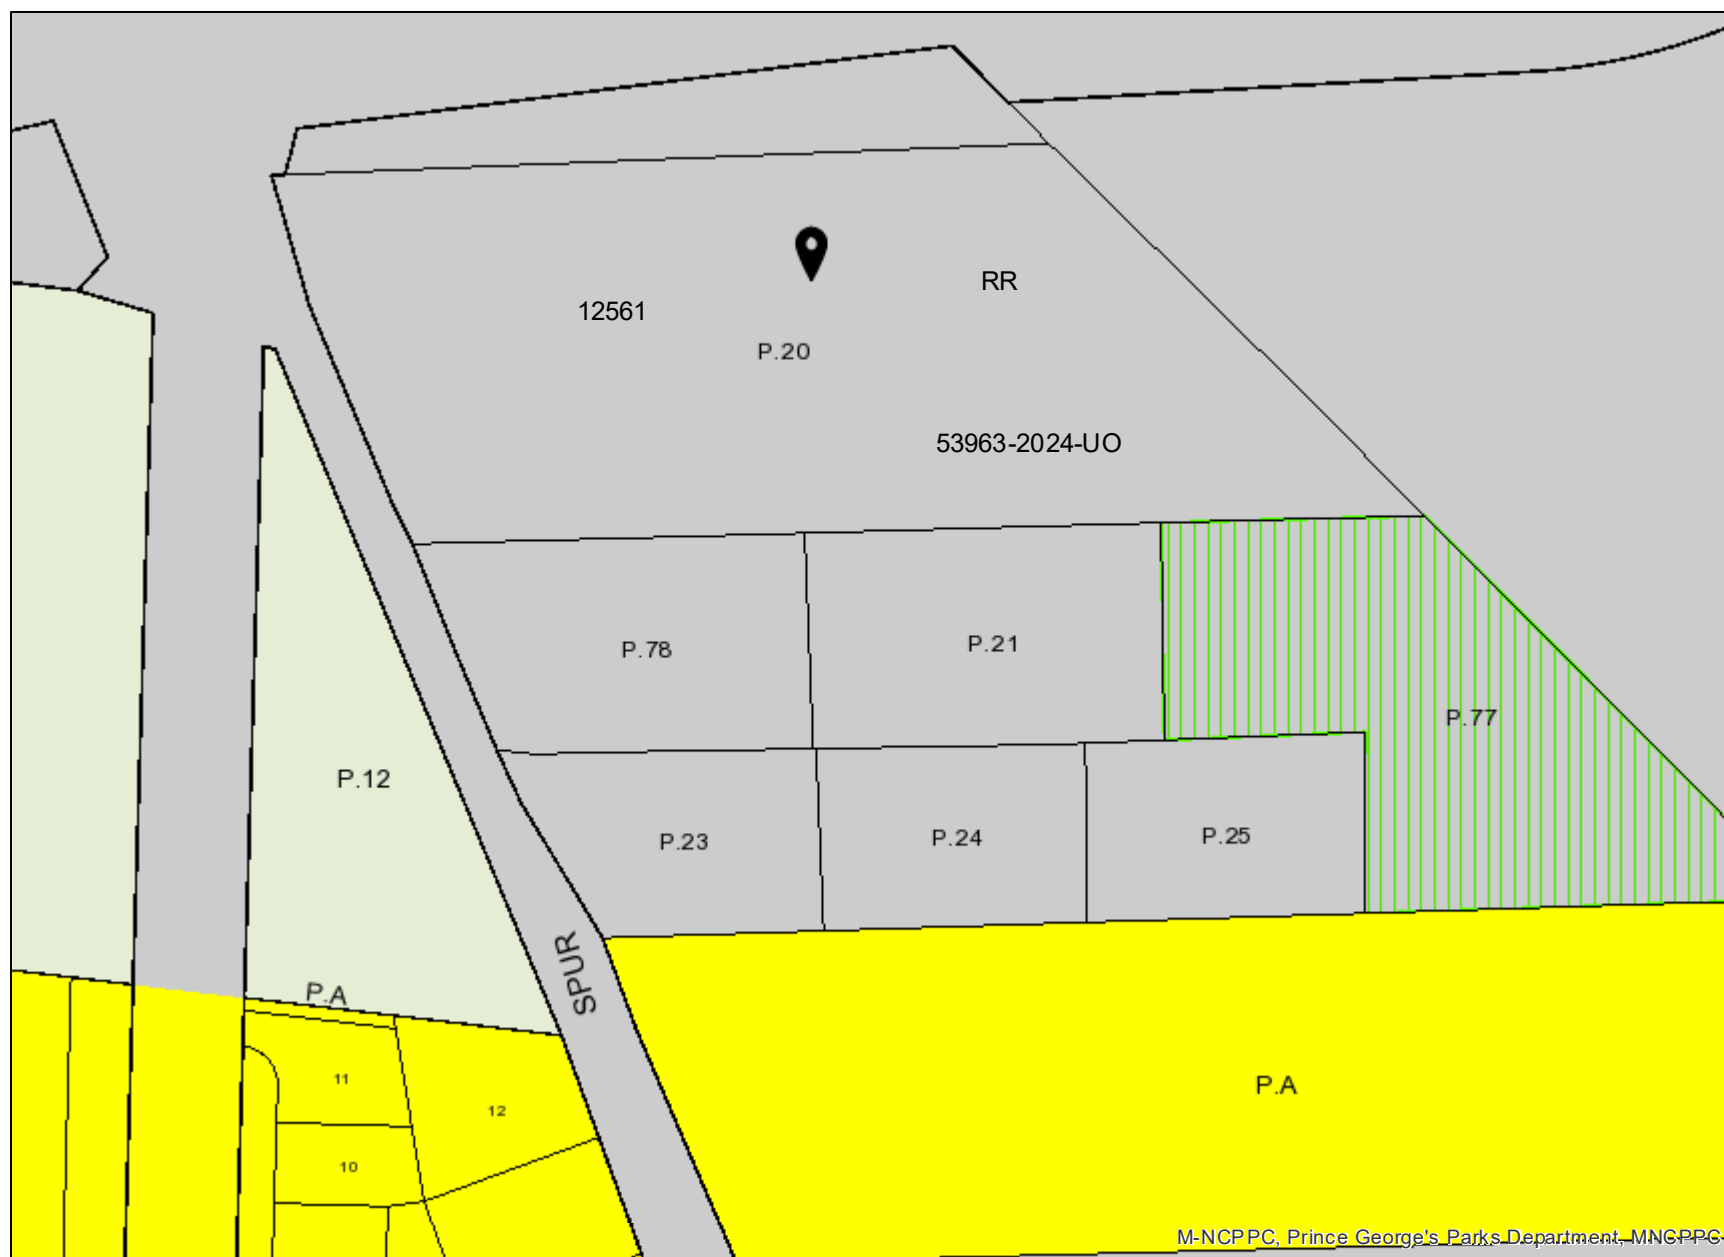 RR
12561
P.20
53963-2024-UO
P.78
P.21
P.77
P.12
P.23
P.24
P.25
SPUR
P.A
11
12
P.A
10
M-NCPPC, Prince George's Parks Department, MNCPPC